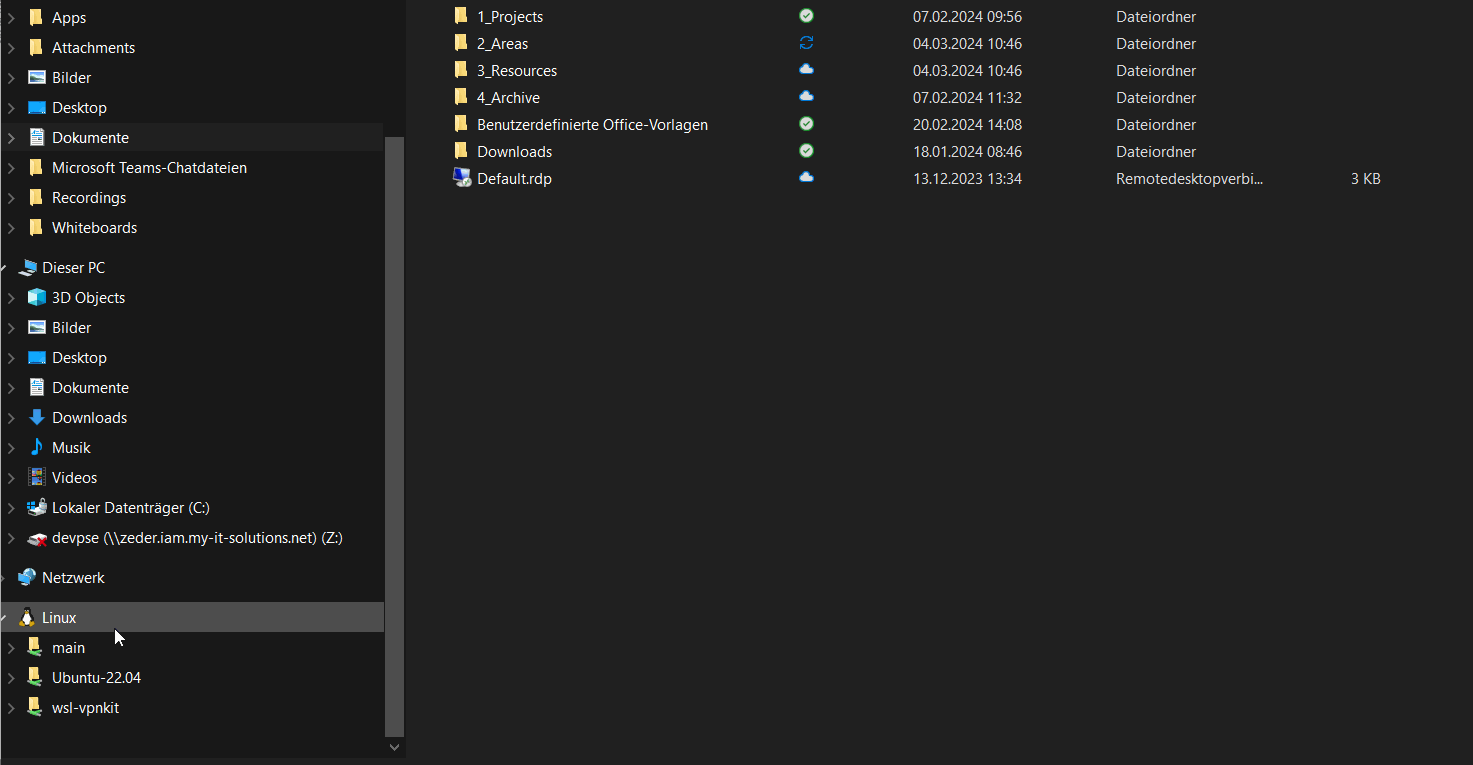 Apps
Attachments
Bilder
Desktop
Dokumente
Microsoft Teams-Chatdateien
Recordings
Whiteboards
Dieser PC
3D Objects
Bilder
Desktop
Dokumente
Downloads
Musik
Videos
Lokaler Datenträger (C:)
devpse (\\zeder.iam.my-it-solutions.net) (Z:)
Netzwerk
Linux
main
Ubuntu-22.04
wsl-vpnkit
1_Projects 07.02.2024 09:56 Dateiordner
2_Areas 04.03.2024 10:46 Dateiordner
3_Resources 04.03.2024 10:46 Dateiordner
4_Archive 07.02.2024 11:32 Dateiordner
Benutzerdefinierte Office-Vorlagen 20.02.2024 14:08 Dateiordner
Downloads 18.01.2024 08:46 Dateiordner
Default.rdp 13.12.2023 13:34 Remotedesktopverbi... 3 KB